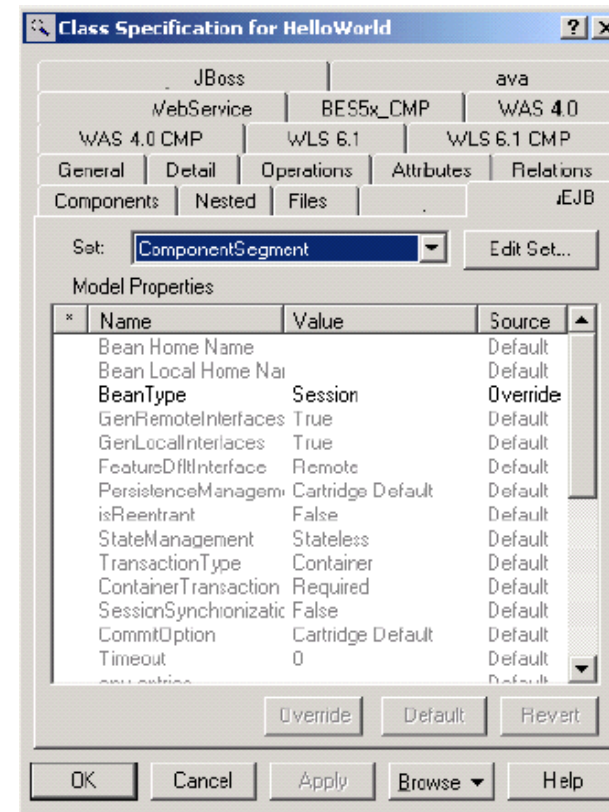 Class Specification for HelloWorld
JBoss ava
WebService BES5x_CMP WAS 4.0
WAS 4.0 CMP WLS 6.1 WLS 6.1 CMP
General Detail Operations Attributes Relations
Components Nested Files EJB
Set: ComponentSegment Edit Set...
Model Properties
* Name Value Source
Bean Home Name Default
Bean Local Home Nar Default
BeanType Session Override
GenRemoteInterfaces True Default
GenLocalInterfaces True Default
FeatureDfltInterface Remote Default
PersistenceManagem Cartridge Default Default
isReentrant False Default
StateManagement Stateless Default
TransactionType Container Default
ContainerTransaction Required Default
SessionSynchronizatic False Default
CommitOption Cartridge Default Default
Timeout 0 Default
Override Default Revert
OK Cancel Apply Browse Help